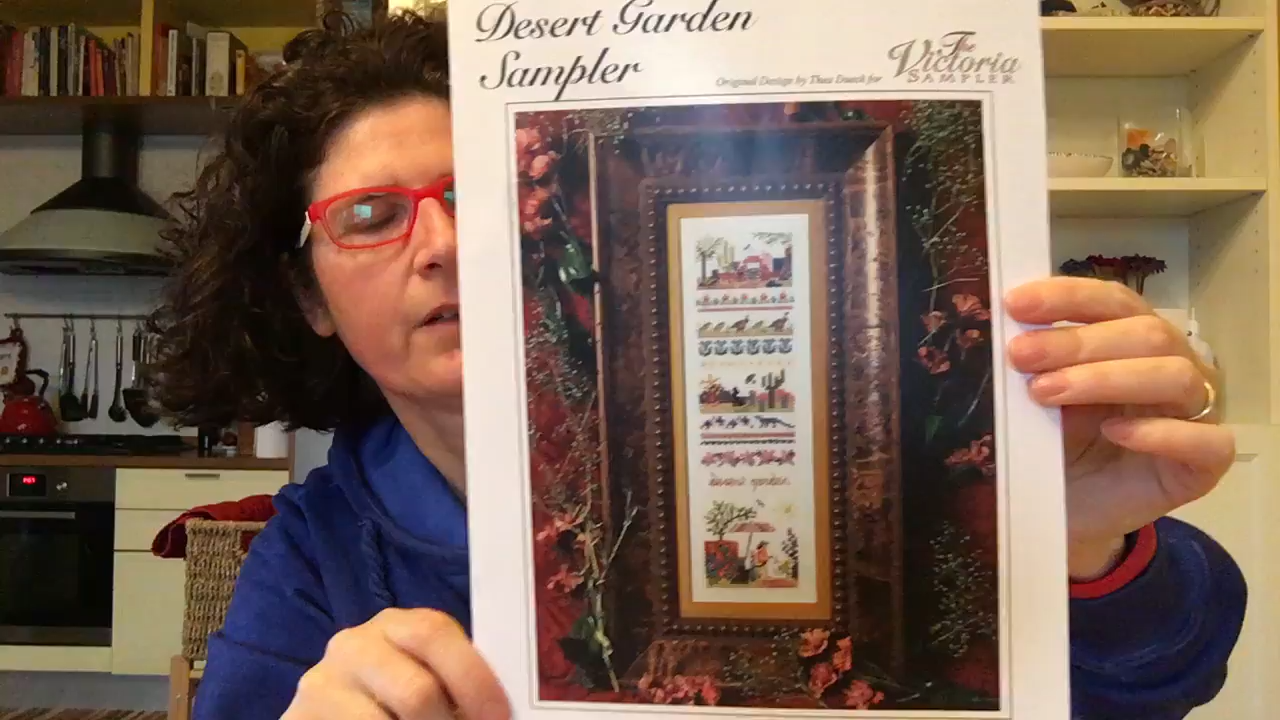 Desert Garden
Sampler
Original Design by Thea Dueck for
The
Victoria
SAMPLER
desert garden